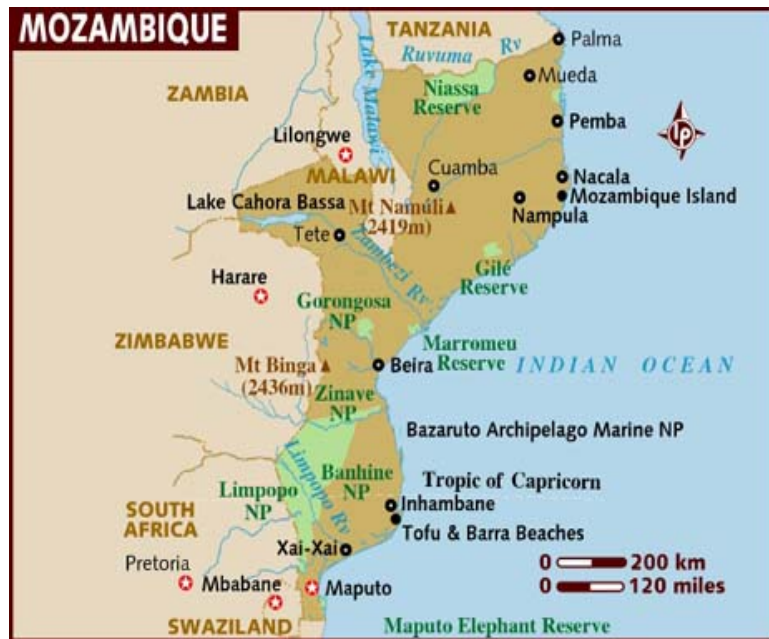 MOZAMBIQUE
TANZANIA
Ruvuma Rv
Palma
Mueda
Lake Malawi
Niassa
Reserve
ZAMBIA
Pemba
lp
Lilongwe
Cuamba
Nacala
MALAWI
Mozambique Island
Lake Cahora Bassa
Mt Namúli
(2419m)
Nampula
Tete
Zambezi Rv
Gilé
Reserve
Harare
Gorongosa
NP
ZIMBABWE
Marromeu
Reserve
Mt Binga
(2436m)
Beira
INDIAN OCEAN
Zinave
NP
Bazaruto Archipelago Marine NP
Limpopo Rv
Banhine
NP
Tropic of Capricorn
Limpopo
NP
Inhambane
SOUTH
AFRICA
Tofu & Barra Beaches
Xai-Xai
Pretoria
0 200 km
Mbabane
Maputo
0 120 miles
SWAZILAND
Maputo Elephant Reserve